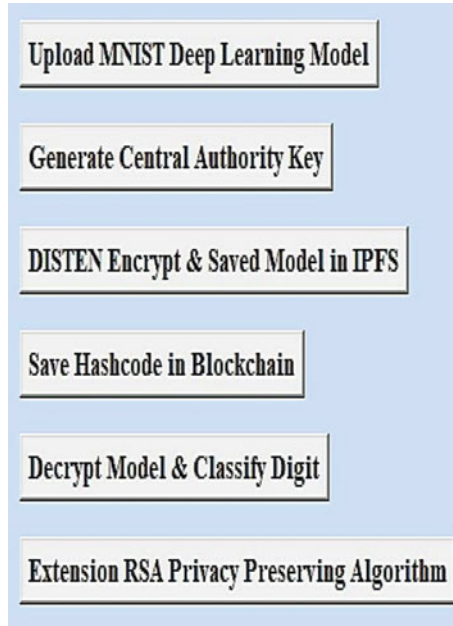 Upload MNIST Deep Learning Model
Generate Central Authority Key
DISTEN Encrypt & Saved Model in IPFS
Save Hashcode in Blockchain
Decrypt Model & Classify Digit
Extension RSA Privacy Preserving Algorithm